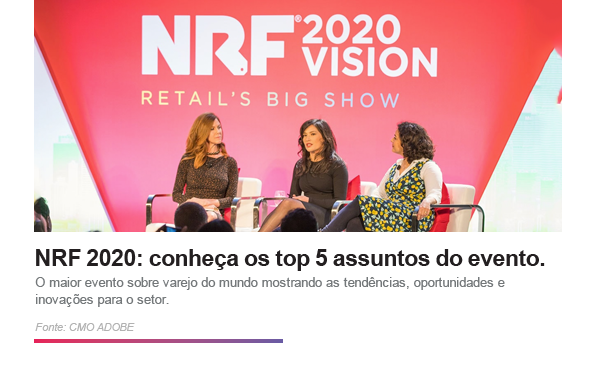 NRF® 2020
VISION
RETAIL'S BIG SHOW
NRF 2020: conheça os top 5 assuntos do evento.
O maior evento sobre varejo do mundo mostrando as tendências, oportunidades e
inovações para o setor.
Fonte: CMO ADOBE